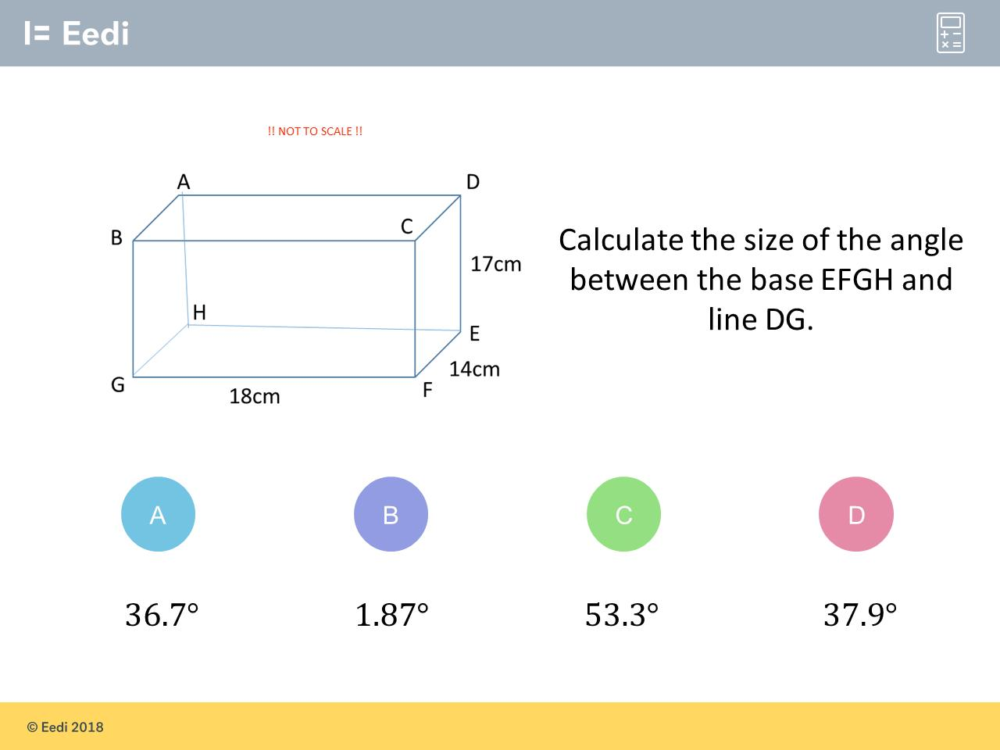 Eedi
!! NOT TO SCALE !!
A
D
B
C
17cm
H
E
14cm
G
F
18cm
Calculate the size of the angle
between the base EFGH and
line DG.
A
B
C
D
36.7°
1.87°
53.3°
37.9°
© Eedi 2018